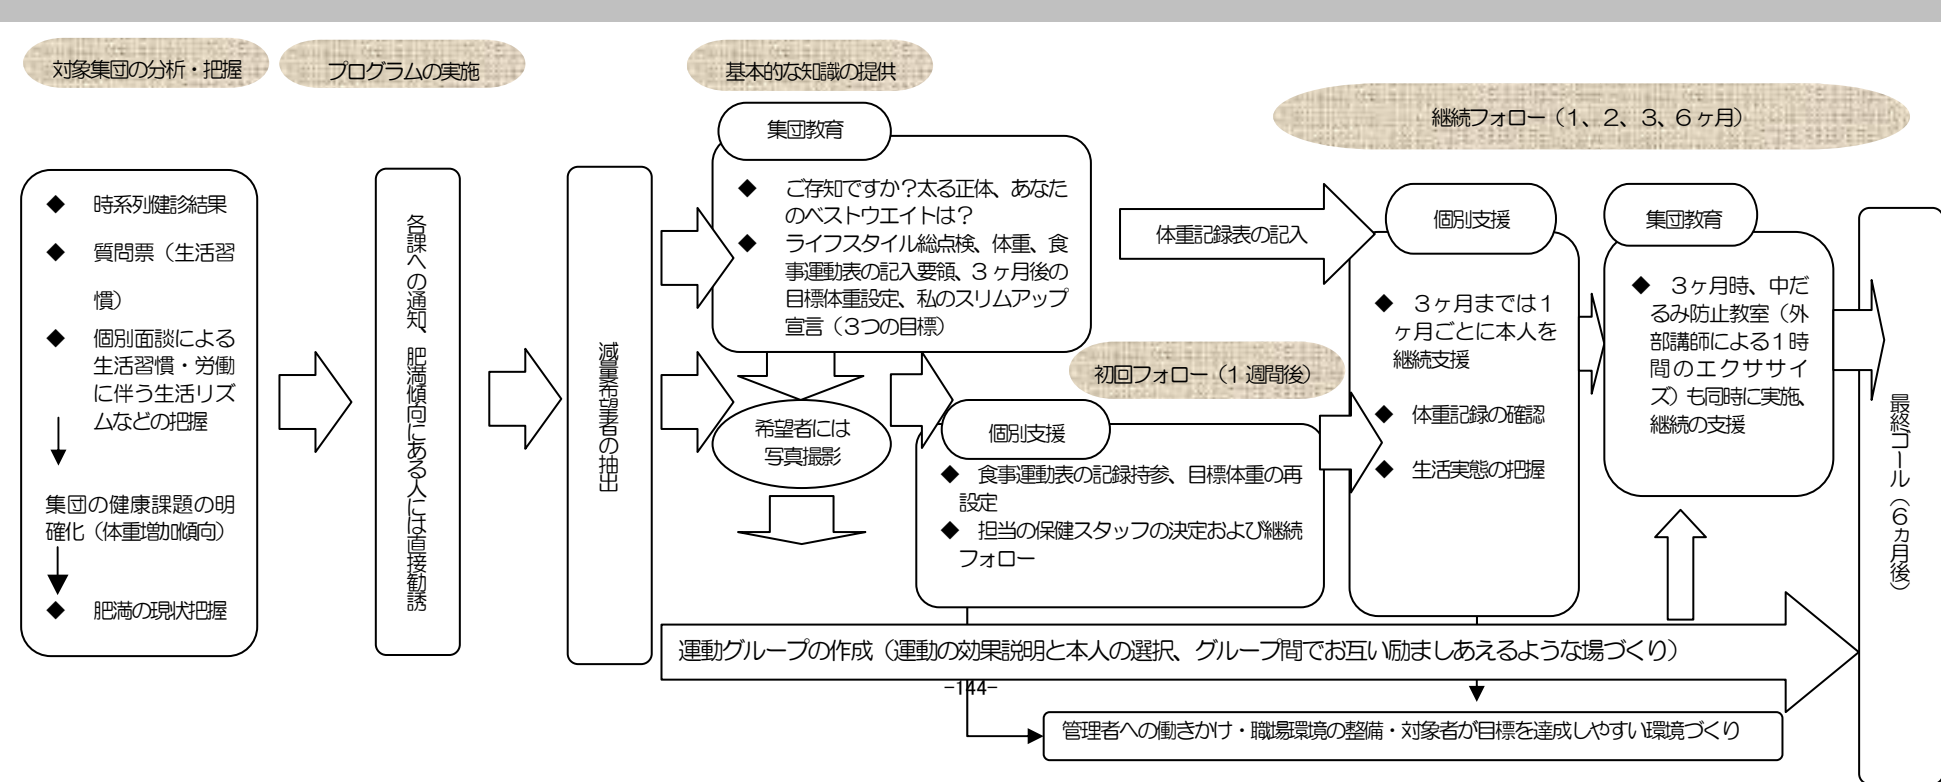 対象集団の分析・把握
プログラムの実施
基本的な知識の提供
継続フォロー（1、2、3、6ヶ月）
◆ 時系列健診結果
◆ 質問票（生活習
慣）
◆ 個別面談による
生活習慣・労働
に伴う生活リズ
ムなどの把握
集団の健康課題の明
確化（体重増加傾向）
◆ 肥満の現状把握
各課への通知、肥満傾向にある人には直接勧誘
減量希望者の抽出
集団教育
◆ ご存知ですか？太る正体、あなた
のベストウエイトは？
◆ ライフスタイル総点検、体重、食
事運動表の記入要領、３ヶ月後の
目標体重設定、私のスリムアップ
宣言（３つの目標）
希望者には
写真撮影
初回フォロー（1 週間後）
個別支援
◆ 食事運動表の記録持参、目標体重の再
設定
◆ 担当の保健スタッフの決定および継続
フォロー
体重記録表の記入
個別支援
◆ ３ヶ月までは１
ヶ月ごとに本人を
継続支援
◆ 体重記録の確認
◆ 生活実態の把握
集団教育
◆ ３ヶ月時、中だ
るみ防止教室（外
部講師による１時
間のエクササイ
ズ）も同時に実施、
継続の支援
最終ゴール（６カ月後）
運動グループの作成（運動の効果説明と本人の選択、グループ間でお互い励ましあえるような場づくり）
-144-
管理者への働きかけ・職場環境の整備・対象者が目標を達成しやすい環境づくり